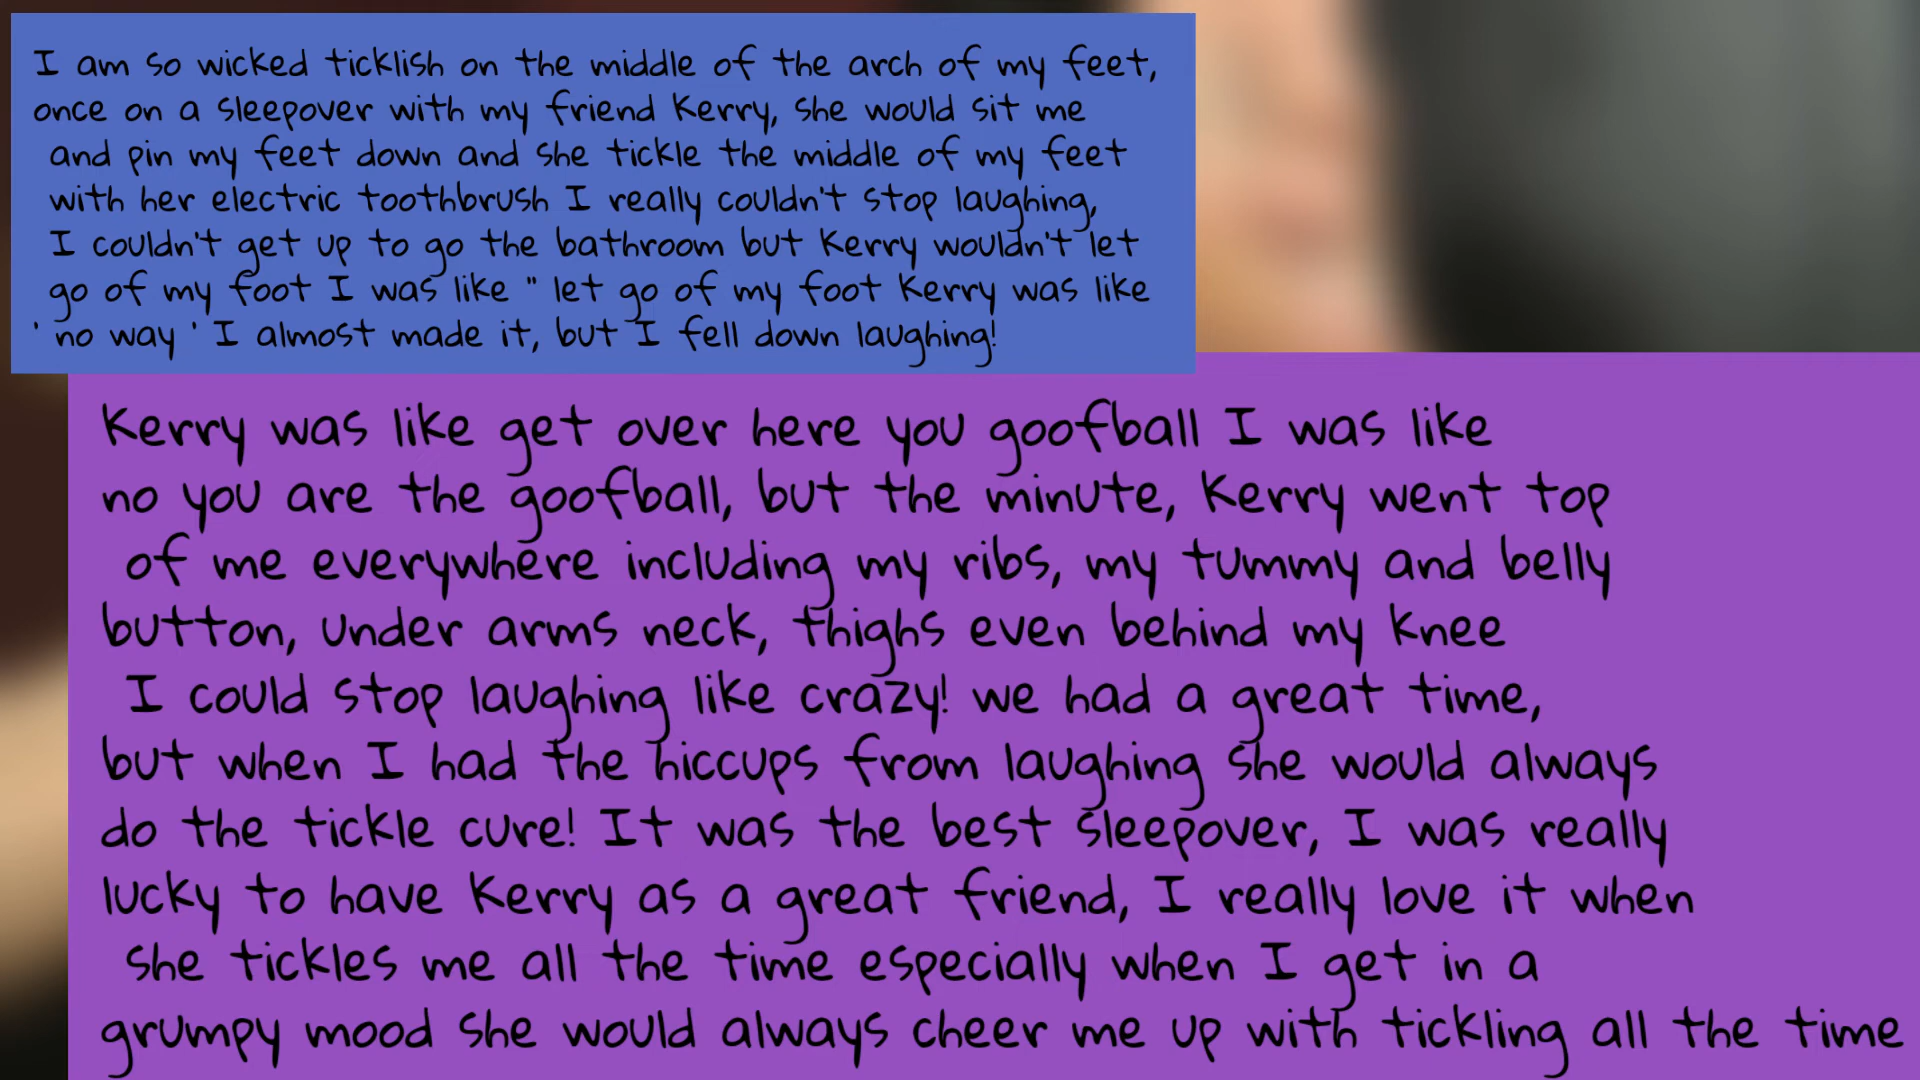 I am so wicked ticklish on the middle of the arch of my feet,
once on a sleepover with my friend Kerry, she would sit me
and pin my feet down and she tickle the middle of my feet
with her electric toothbrush I really couldn't stop laughing,
I couldn't get up to go the bathroom but Kerry wouldn't let
go of my foot I was like " let go of my foot Kerry was like
' no way ' I almost made it, but I fell down laughing!
Kerry was like get over here you goofball I was like
no you are the goofball, but the minute, Kerry went top
of me everywhere including my ribs, my tummy and belly
button, under arms neck, thighs even behind my knee
I could stop laughing like crazy! we had a great time,
but when I had the hiccups from laughing she would always
do the tickle cure! It was the best sleepover, I was really
lucky to have Kerry as a great friend, I really love it when
she tickles me all the time especially when I get in a
grumpy mood she would always cheer me up with tickling all the time